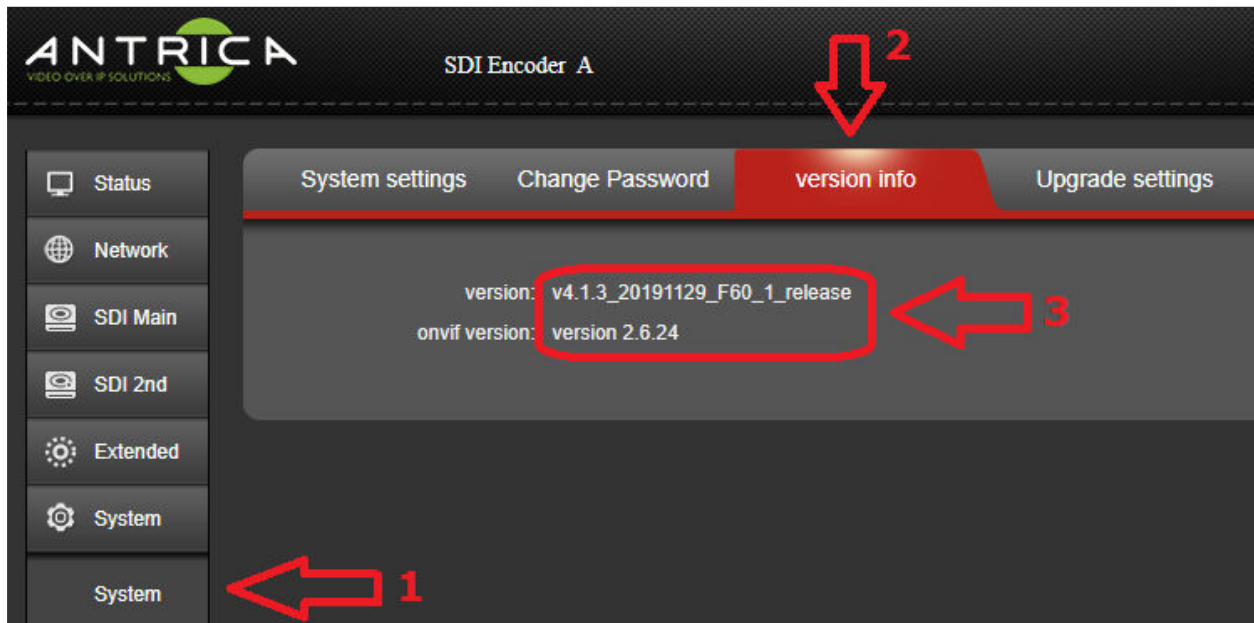 ANTRICA
VIDEO OVER IP SOLUTIONS
SDI Encoder A
2
Status
Network
SDI Main
SDI 2nd
Extended
System
System
1
System settings
Change Password
version info
Upgrade settings
version: v4.1.3_20191129_F60_1_release
onvif version: version 2.6.24
3